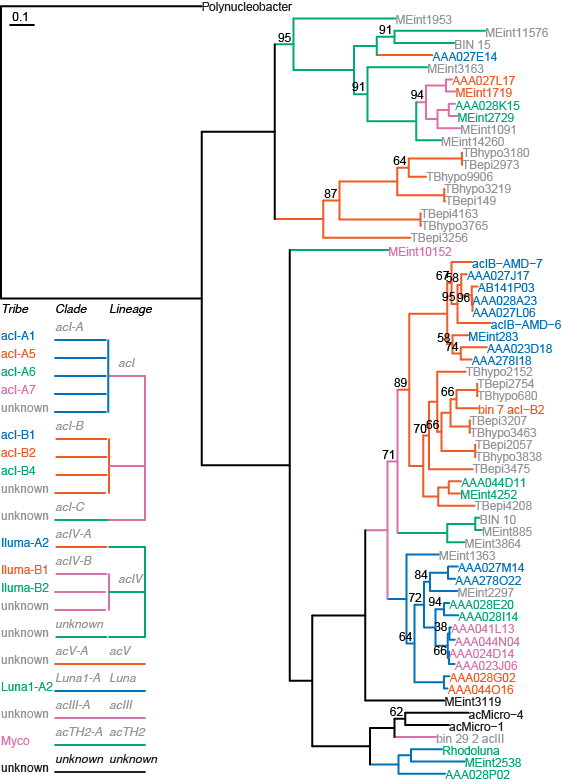 Polynucleobacter
0.1
MEint1953
95
91
MEint11576
BIN 15
AAA027E14
MEint3163
91
AAA027L17
94
MEint1719
AAA028K15
MEint2729
MEint1091
MEint14260
TBhypo3180
64
TBepi2973
TBhypo9906
87
TBhypo3219
TBepi149
TBepi4163
TBhypo3765
TBepi3256
MEint10152
acIB-AMD-7
67
58
AAA027J17
AB141P03
95
96
AAA028A23
AAA027L06
acIB-AMD-6
58
MEint283
74
AAA023D18
AAA278I18
TBhypo2152
89
66
TBepi2754
TBhypo680
bin 7 acI-B2
70
66
TBepi3207
TBhypo3463
TBepi2057
TBhypo3838
71
TBepi3475
AAA044D11
MEint4252
TBepi4208
BIN 10
MEint885
MEint3864
MEint1363
84
AAA027M14
AAA278O22
MEint2297
72
94
AAA028E20
AAA028I14
38
AAA041L13
64
AAA044N04
66
AAA024D14
AAA023J06
AAA028G02
AAA044O16
MEint3119
62
acMicro-4
acMicro-1
bin 29 2 acIII
Rhodoluna
MEint2538
AAA028P02
Tribe Clade Lineage
acI-A
acI-A1
acI-A5
acI
acI-A6
acI-A7
unknown
acI-B
acI-B1
acI-B2
acI-B4
unknown
acI-C
unknown
acIV-A
Iluma-A2
acIV-B
Iluma-B1
acIV
Iluma-B2
unknown
unknown
unknown
acV-A acV
unknown
Luna1-A Luna
Luna1-A2
acIII-A acIII
unknown
acTH2-A acTH2
Myco
unknown unknown
unknown